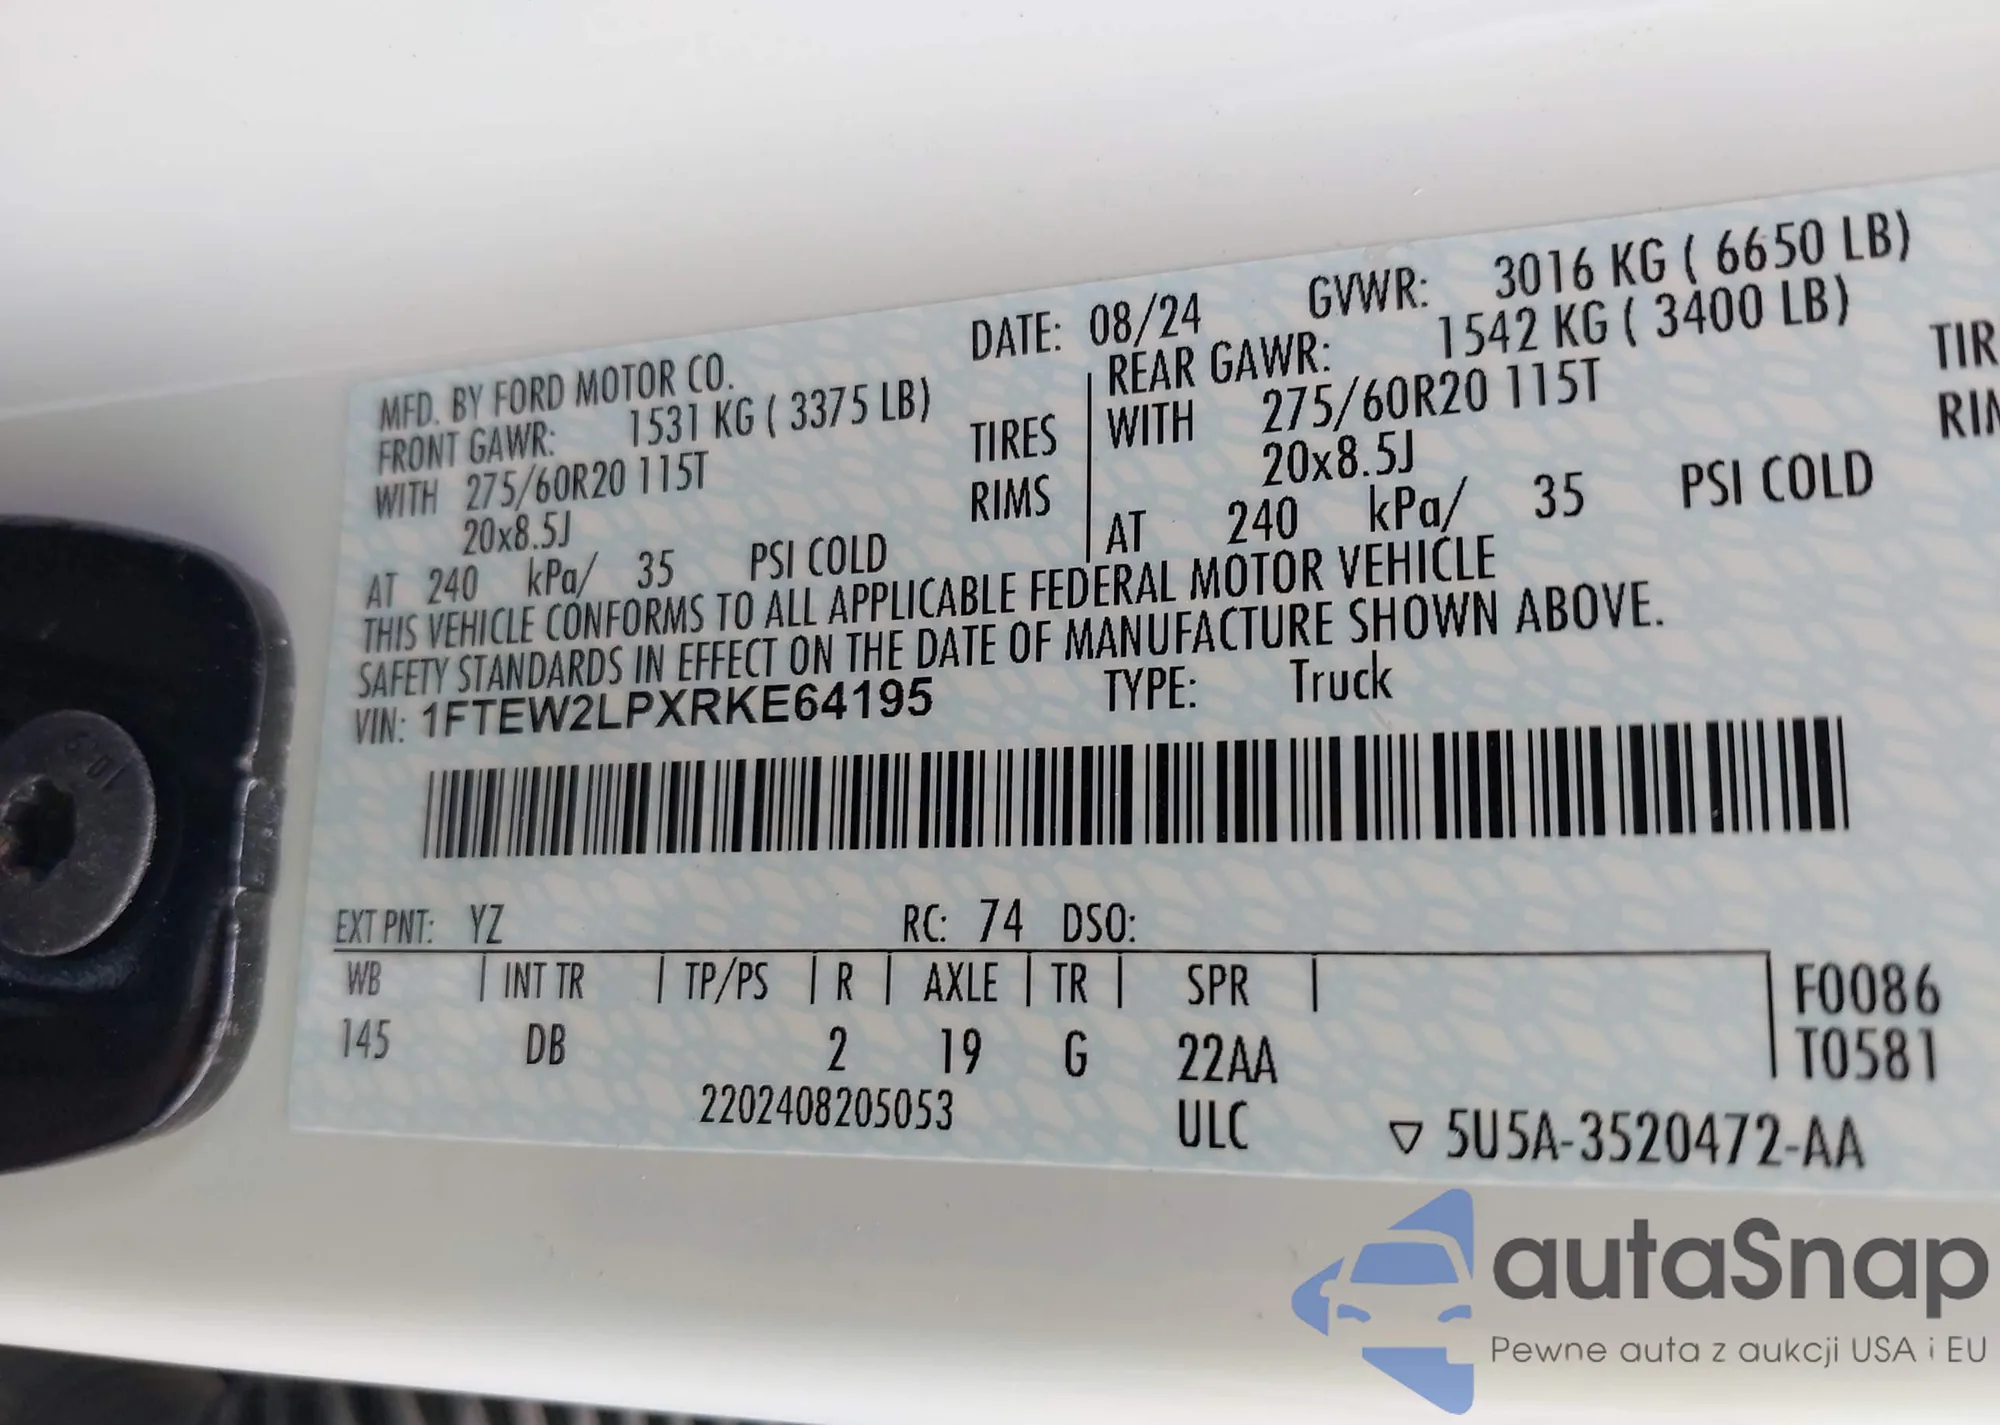 MFD. BY FORD MOTOR CO. DATE: 08/24 GVWR: 3016 KG ( 6650 LB)
FRONT GAWR: 1531 KG ( 3375 LB) REAR GAWR: 1542 KG ( 3400 LB)
WITH 275/60R20 115T TIRES WITH 275/60R20 115T TIR
20x8.5J RIMS 20x8.5J
AT 240 kPa/ 35 PSI COLD AT 240 kPa/ 35 PSI COLD
THIS VEHICLE CONFORMS TO ALL APPLICABLE FEDERAL MOTOR VEHICLE
SAFETY STANDARDS IN EFFECT ON THE DATE OF MANUFACTURE SHOWN ABOVE.
VIN: 1FTEW2LPXRKE64195 TYPE: Truck
EXT PNT: YZ RC: 74 DSO:
WB INT TR TP/PS R AXLE TR SPR F0086
145 DB 2 19 G 22AA T0581
2202408205053 ULC ▽ 5U5A-3520472-AA
10.9
autaSnap
Pewne auta z aukcji USA i EU